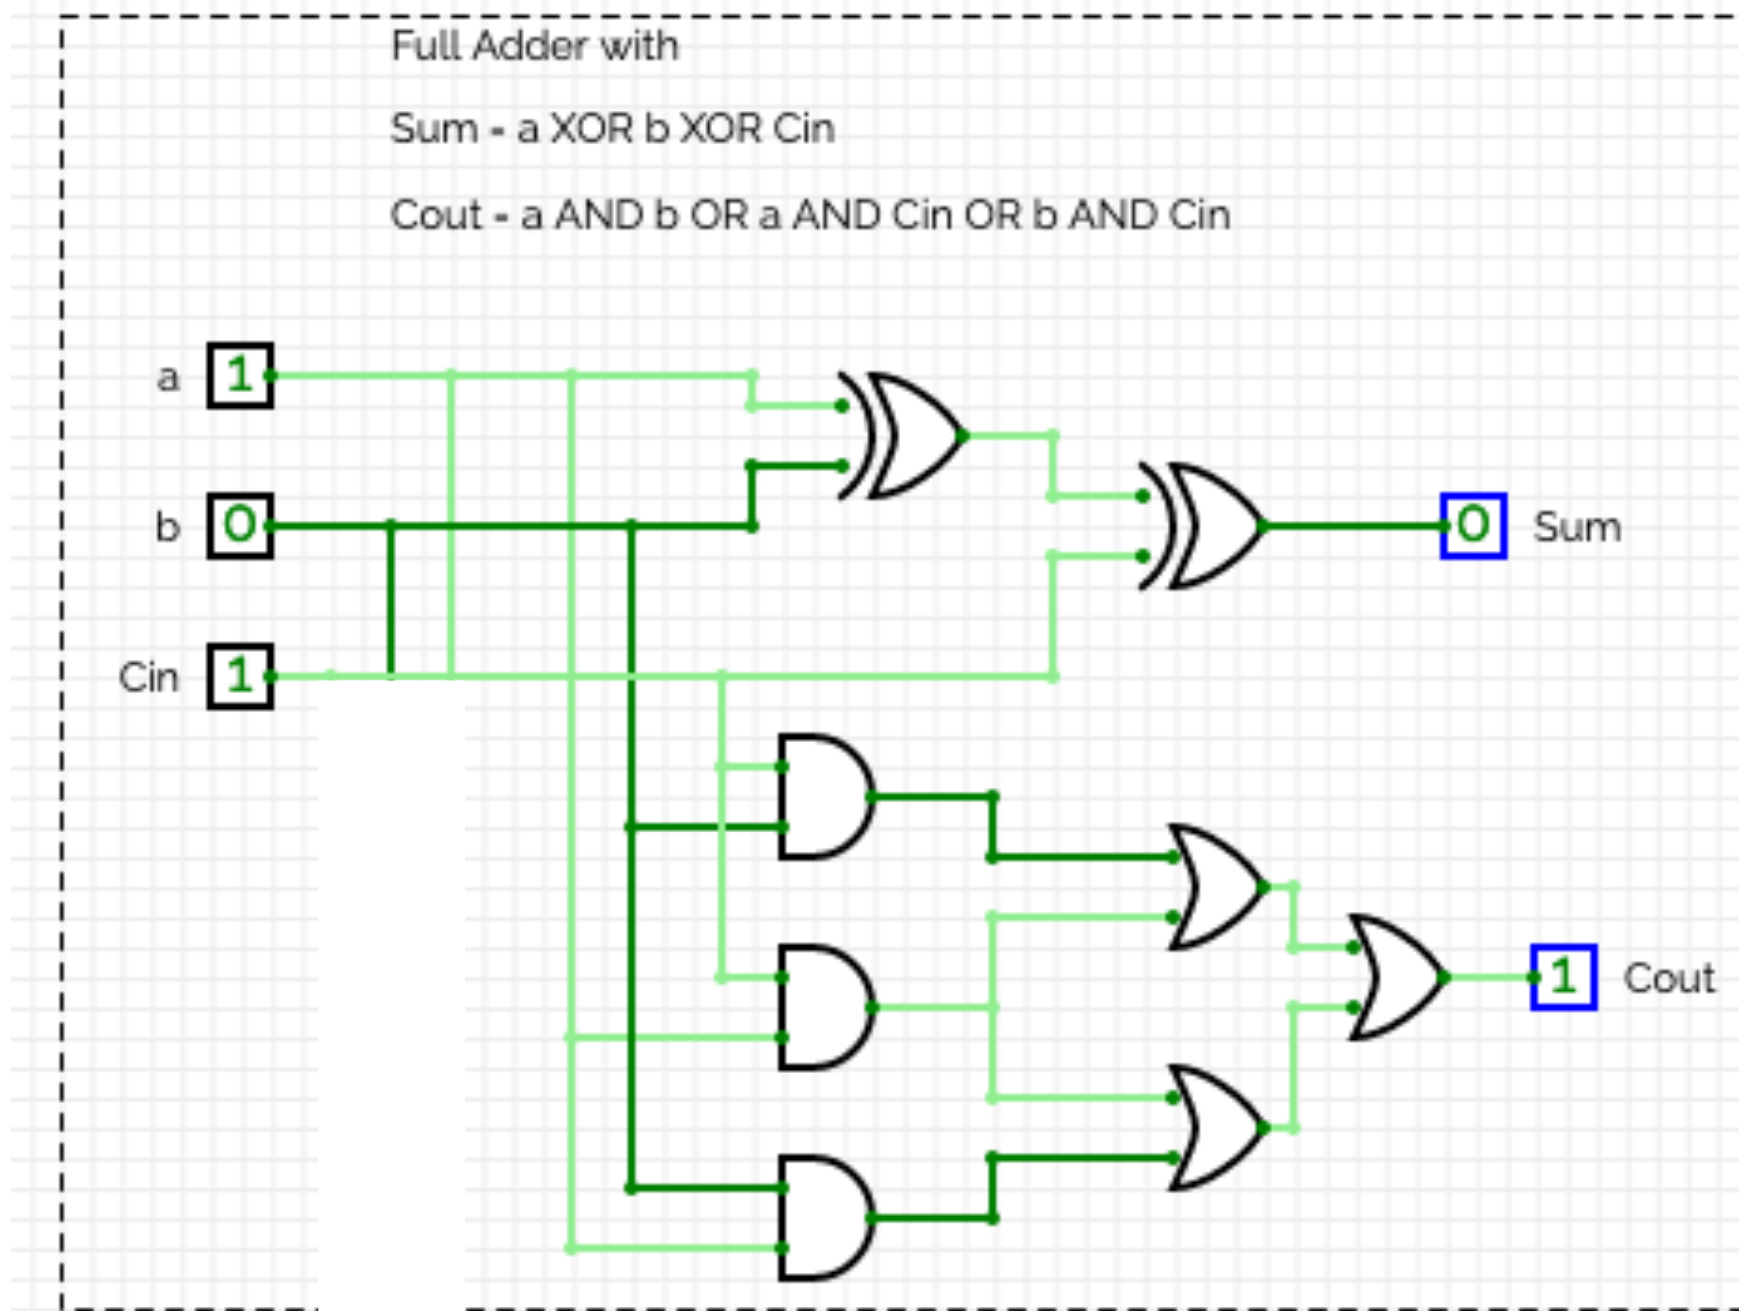 Full Adder with
Sum = a XOR b XOR Cin
Cout = a AND b OR a AND Cin OR b AND Cin
a 1
b 0
0 Sum
Cin 1
1 Cout